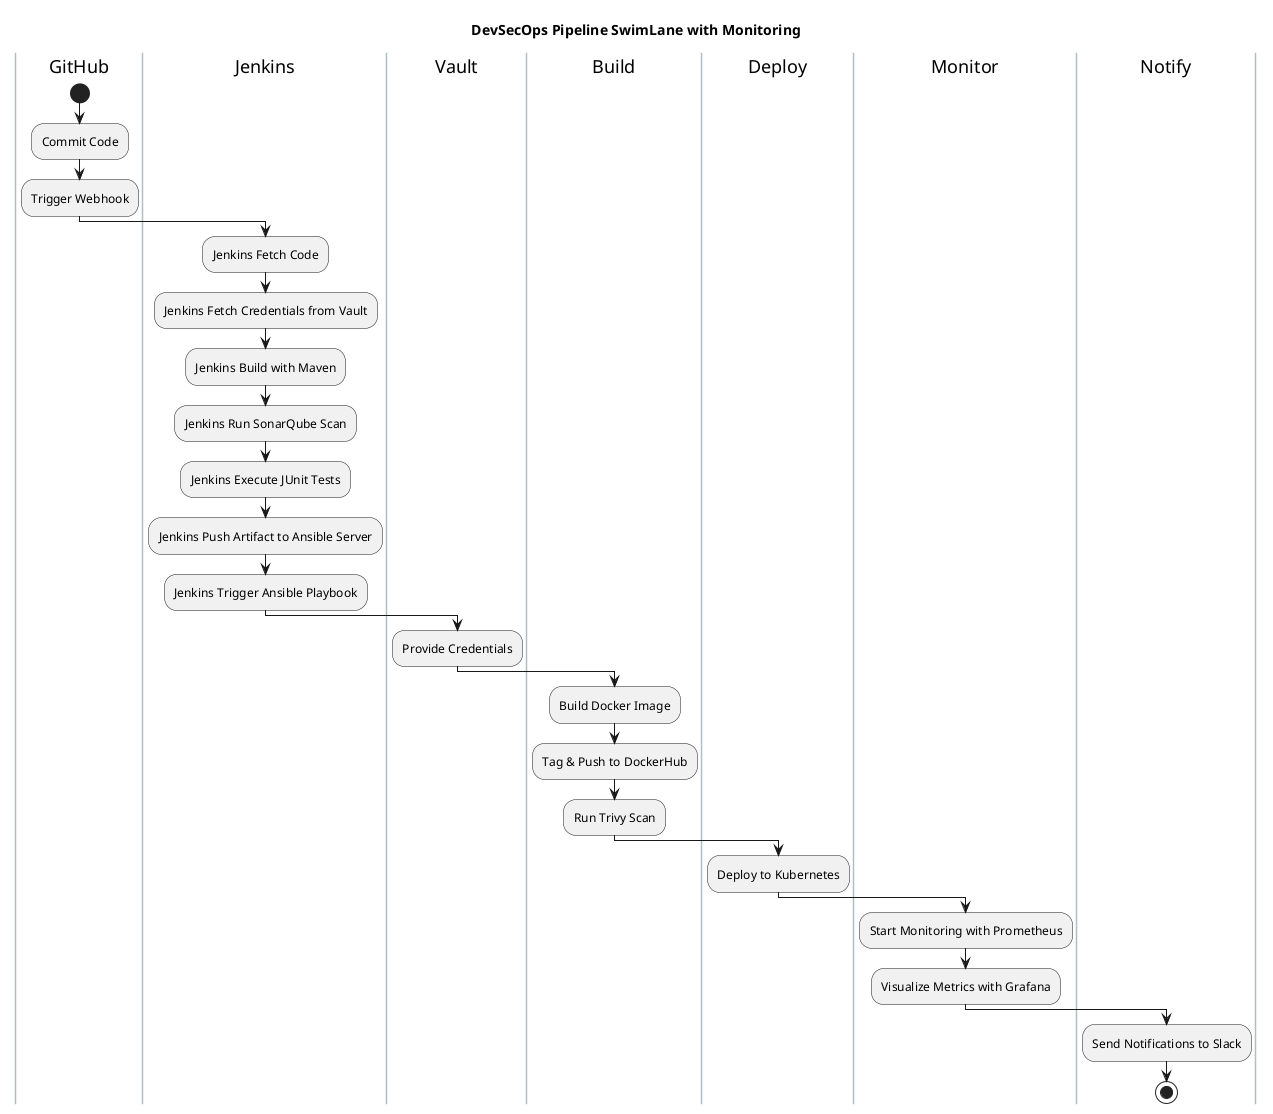 DevSecOps Pipeline SwimLane with Monitoring
GitHub
Jenkins
Vault
Build
Deploy
Monitor
Notify
Commit Code
Trigger Webhook
Jenkins Fetch Code
Jenkins Fetch Credentials from Vault
Jenkins Build with Maven
Jenkins Run SonarQube Scan
Jenkins Execute JUnit Tests
Jenkins Push Artifact to Ansible Server
Jenkins Trigger Ansible Playbook
Provide Credentials
Build Docker Image
Tag & Push to DockerHub
Run Trivy Scan
Deploy to Kubernetes
Start Monitoring with Prometheus
Visualize Metrics with Grafana
Send Notifications to Slack